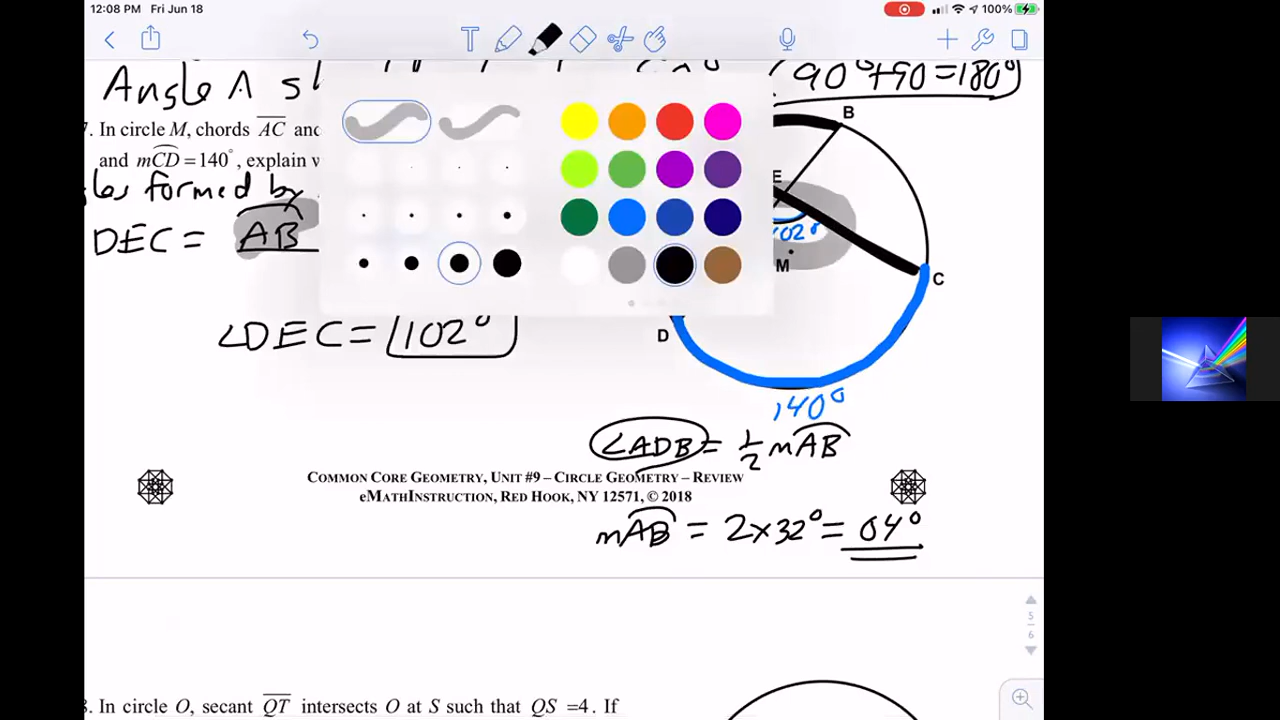 12:08 PM Fri Jun 18
100%
T
Angle A
90°+90=180°
7. In circle M, chords AC and
B
and mCD = 140°, explain
formed by
E
DEC = AB
102°
M
C
∠DEC = 102°
D
140°
∠ADB = 1/2 mAB
COMMON CORE GEOMETRY, UNIT #9 – CIRCLE GEOMETRY – REVIEW
eMATHINSTRUCTION, RED HOOK, NY 12571, © 2018
mAB = 2x32° = 64°
5
6
In circle O, secant QT intersects O at S such that QS =4. If